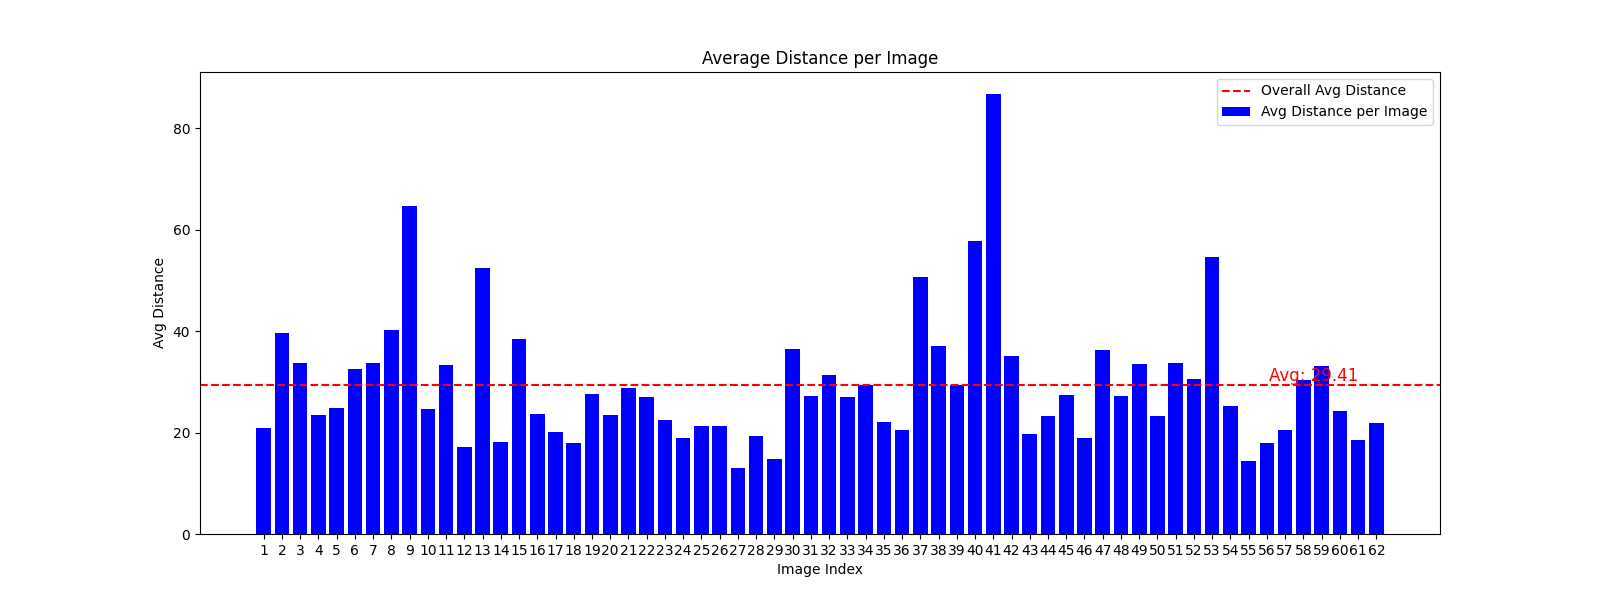 Average Distance per Image
Overall Avg Distance
Avg Distance per Image
80
60
40
20
0
Avg Distance
Avg: 29.41
1 2 3 4 5 6 7 8 9 10 11 12 13 14 15 16 17 18 19 20 21 22 23 24 25 26 27 28 29 30 31 32 33 34 35 36 37 38 39 40 41 42 43 44 45 46 47 48 49 50 51 52 53 54 55 56 57 58 59 60 61 62
Image Index